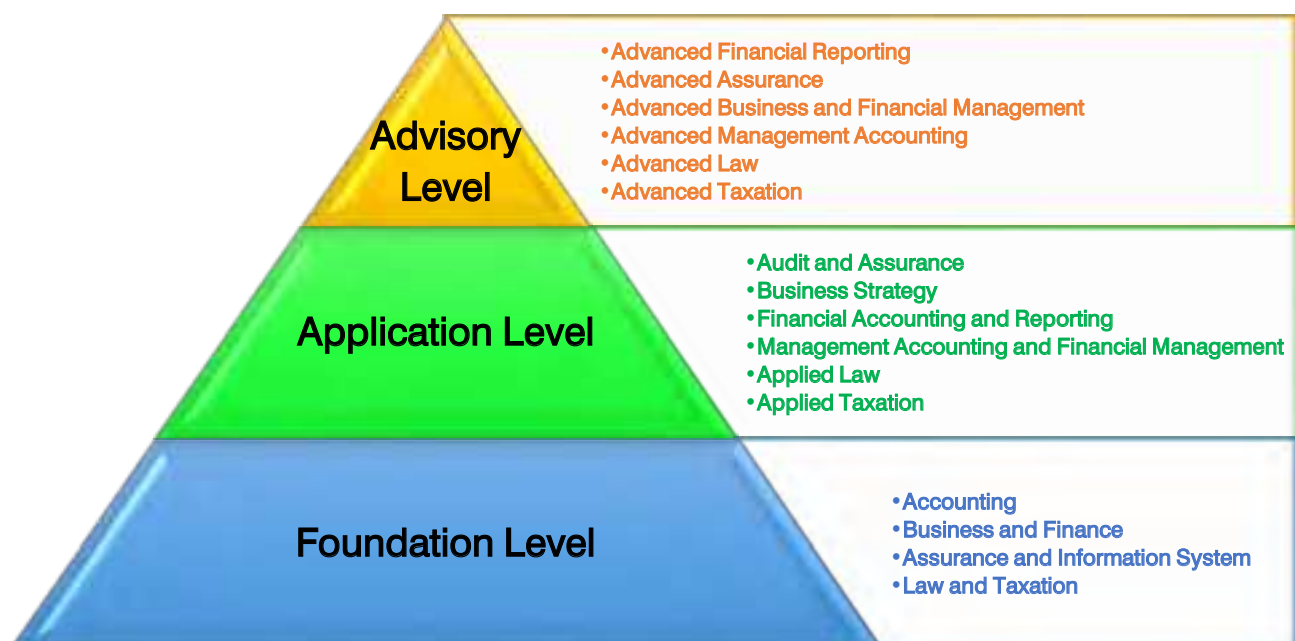 Advisory
Level
•Advanced Financial Reporting
•Advanced Assurance
•Advanced Business and Financial Management
•Advanced Management Accounting
•Advanced Law
•Advanced Taxation
Application Level
•Audit and Assurance
•Business Strategy
•Financial Accounting and Reporting
•Management Accounting and Financial Management
•Applied Law
•Applied Taxation
Foundation Level
•Accounting
•Business and Finance
•Assurance and Information System
•Law and Taxation